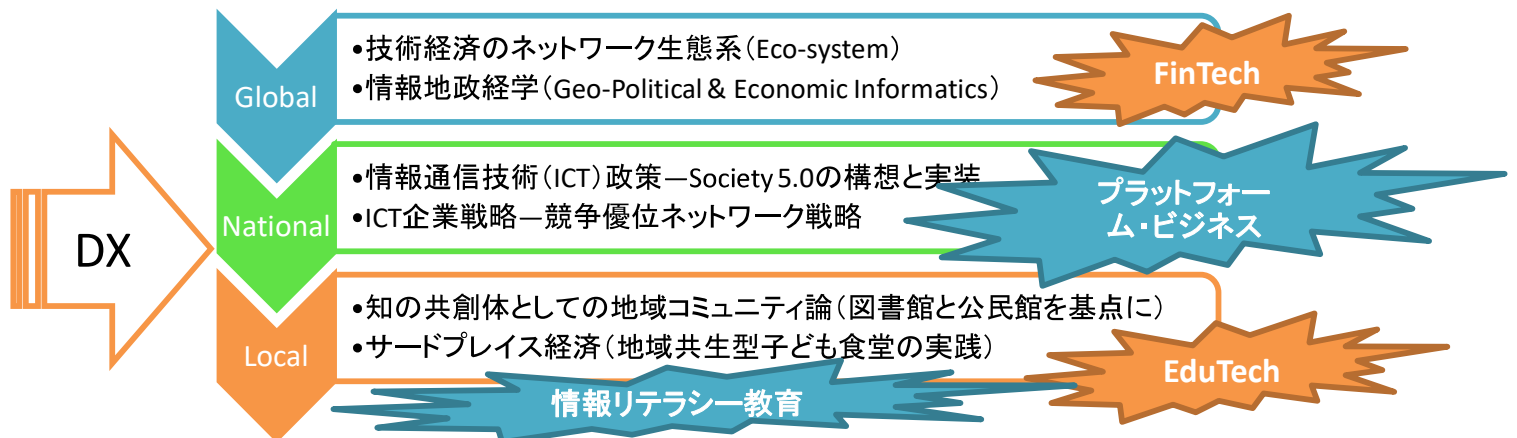 DX
Global
•技術経済のネットワーク生態系(Eco-system)
•情報地政経学(Geo-Political & Economic Informatics)
FinTech
National
•情報通信技術(ICT)政策—Society 5.0の構想と実装
•ICT企業戦略—競争優位ネットワーク戦略
プラットフォー
ム・ビジネス
Local
•知の共創体としての地域コミュニティ論(図書館と公民館を基点に)
•サードプレイス経済(地域共生型子ども食堂の実践)
EduTech
情報リテラシー教育